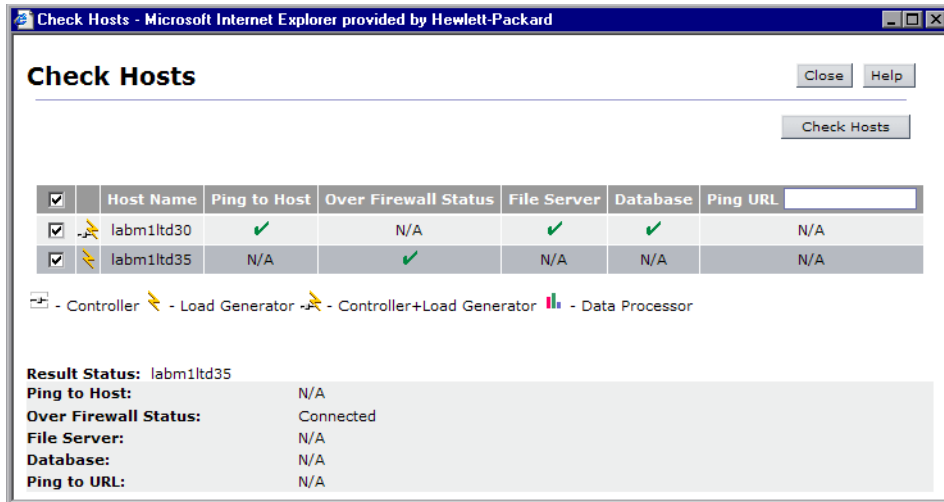 Check Hosts - Microsoft Internet Explorer provided by Hewlett-Packard
Check Hosts
Close Help
Check Hosts
Host Name Ping to Host Over Firewall Status File Server Database Ping URL
labm1ltd30 N/A N/A
labm1ltd35 N/A N/A N/A N/A
- Controller - Load Generator - Controller+Load Generator - Data Processor
Result Status: labm1ltd35
Ping to Host: N/A
Over Firewall Status: Connected
File Server: N/A
Database: N/A
Ping to URL: N/A